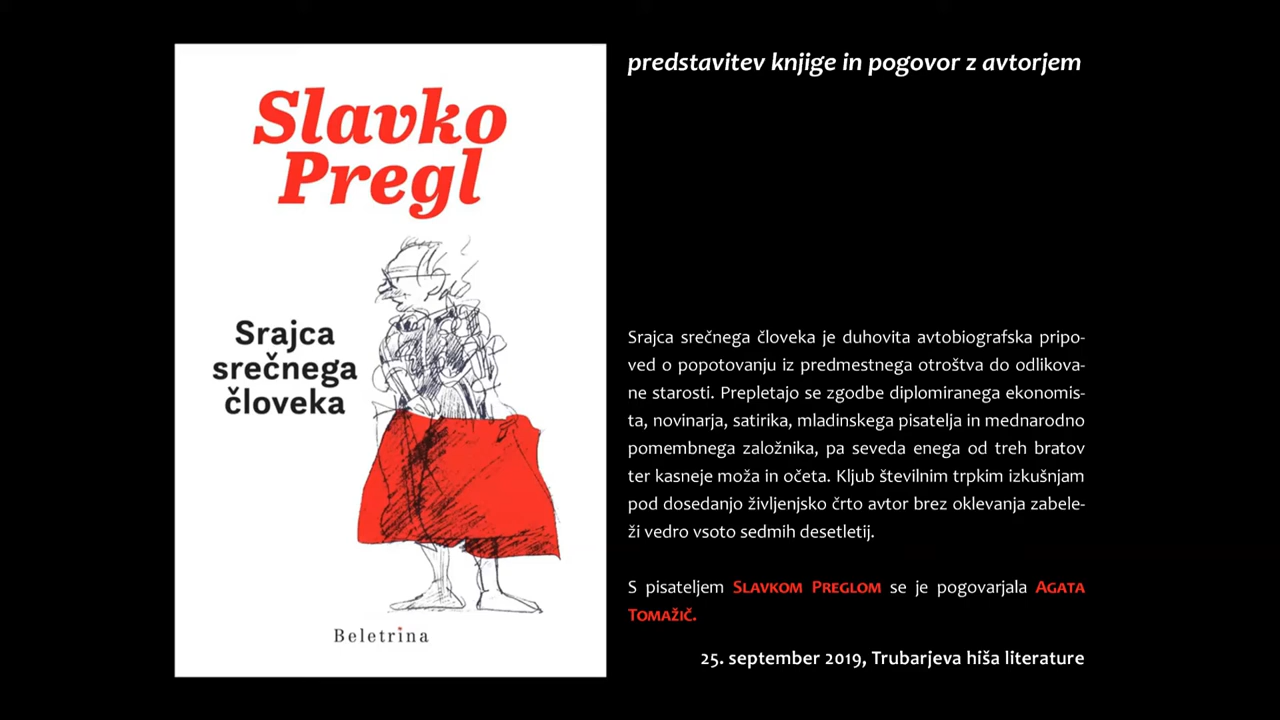 Slavko
Pregl
Srajca
srečnega
človeka
Beletrina
predstavitev knjige in pogovor z avtorjem
Srajca srečnega človeka je duhovita avtobiografska pripo-
ved o popotovanju iz predmestnega otroštva do odlikova-
ne starosti. Prepletajo se zgodbe diplomiranega ekonomis-
ta, novinarja, satirika, mladinskega pisatelja in mednarodno
pomembnega založnika, pa seveda enega od treh bratov
ter kasneje moža in očeta. Kljub številnim trpkim izkušnjam
pod dosedanjo življenjsko črto avtor brez oklevanja zabele-
ži vedro vsoto sedmih desetletij.
S pisateljem Slavkom Preglom se je pogovarjala Agata
Tomažič.
25. september 2019, Trubarjeva hiša literature